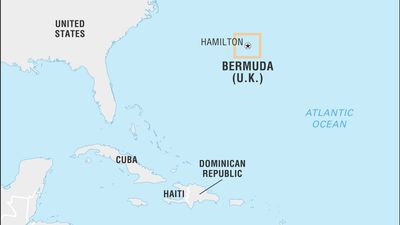 UNITED
STATES
HAMILTON
BERMUDA
(U.K.)
ATLANTIC
OCEAN
CUBA
DOMINICAN
REPUBLIC
HAITI